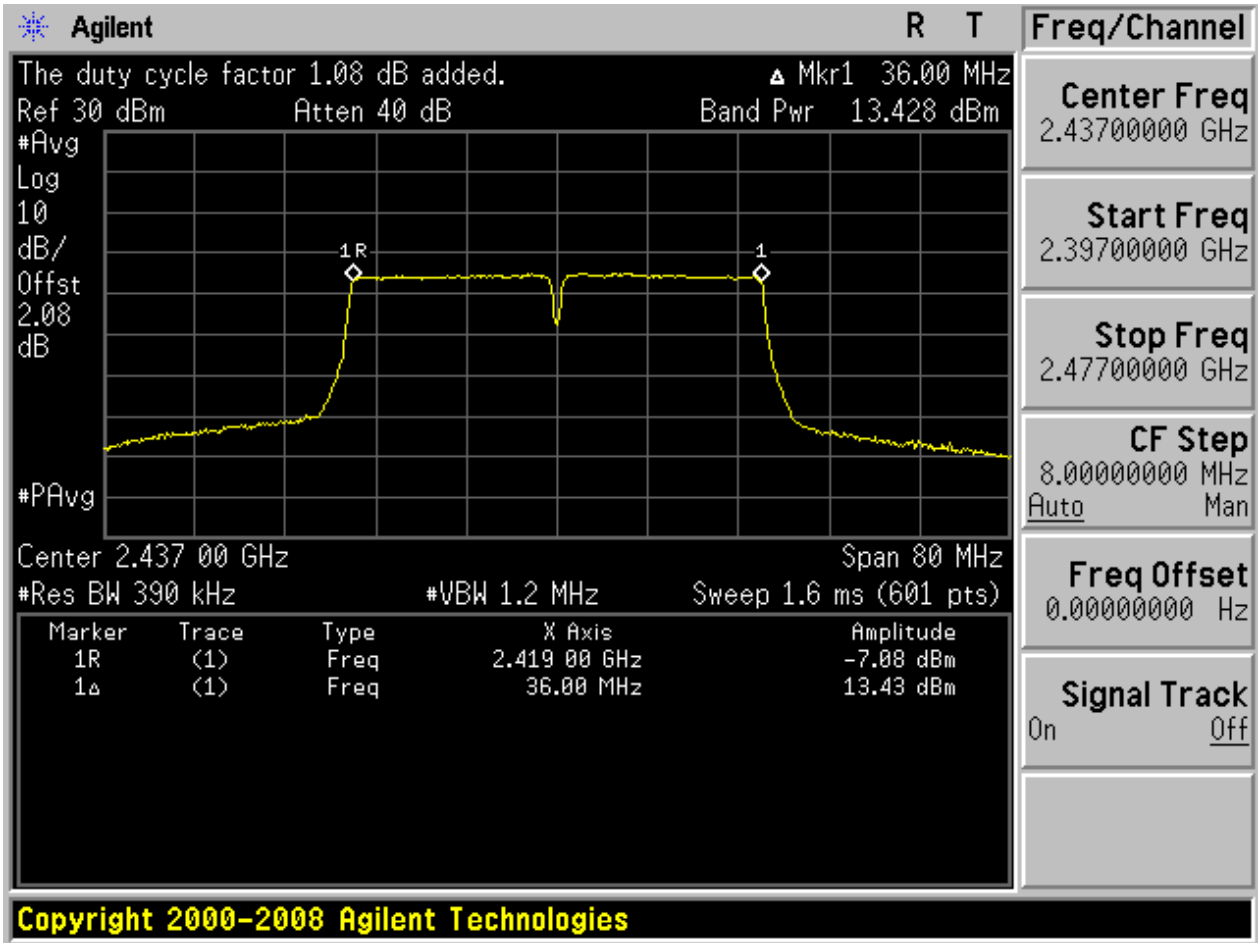 Agilent R T
The duty cycle factor 1.08 dB added. Δ Mkr1 36.00 MHz
Ref 30 dBm Atten 40 dB Band Pwr 13.428 dBm
#Avg
Log
10
dB/
Offst
2.08
dB
#PAvg
1R 1
Center 2.437 00 GHz Span 80 MHz
#Res BW 390 kHz #VBW 1.2 MHz Sweep 1.6 ms (601 pts)
Marker Trace Type X Axis Amplitude
1R (1) Freq 2.419 00 GHz -7.08 dBm
1Δ (1) Freq 36.00 MHz 13.43 dBm
Freq/Channel
Center Freq
2.43700000 GHz
Start Freq
2.39700000 GHz
Stop Freq
2.47700000 GHz
CF Step
8.00000000 MHz
Auto Man
Freq Offset
0.00000000 Hz
Signal Track
On Off
Copyright 2000-2008 Agilent Technologies